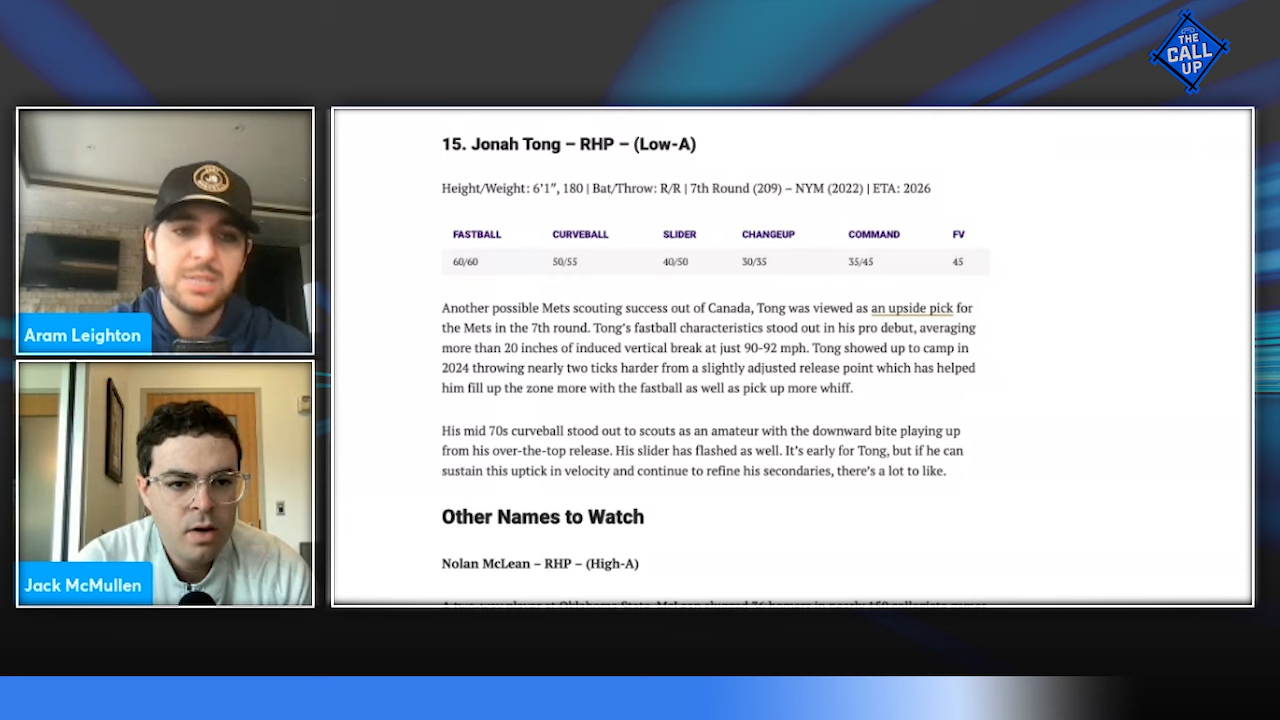 THE
CALL
UP
Aram Leighton
Jack McMullen
15. Jonah Tong – RHP – (Low-A)
Height/Weight: 6’1″, 180 | Bat/Throw: R/R | 7th Round (209) – NYM (2022) | ETA: 2026
FASTBALL CURVEBALL SLIDER CHANGEUP COMMAND FV
60/60 50/55 40/50 30/35 35/45 45
Another possible Mets scouting success out of Canada, Tong was viewed as an upside pick for
the Mets in the 7th round. Tong’s fastball characteristics stood out in his pro debut, averaging
more than 20 inches of induced vertical break at just 90-92 mph. Tong showed up to camp in
2024 throwing nearly two ticks harder from a slightly adjusted release point which has helped
him fill up the zone more with the fastball as well as pick up more whiff.
His mid 70s curveball stood out to scouts as an amateur with the downward bite playing up
from his over-the-top release. His slider has flashed as well. It’s early for Tong, but if he can
sustain this uptick in velocity and continue to refine his secondaries, there’s a lot to like.
Other Names to Watch
Nolan McLean – RHP – (High-A)